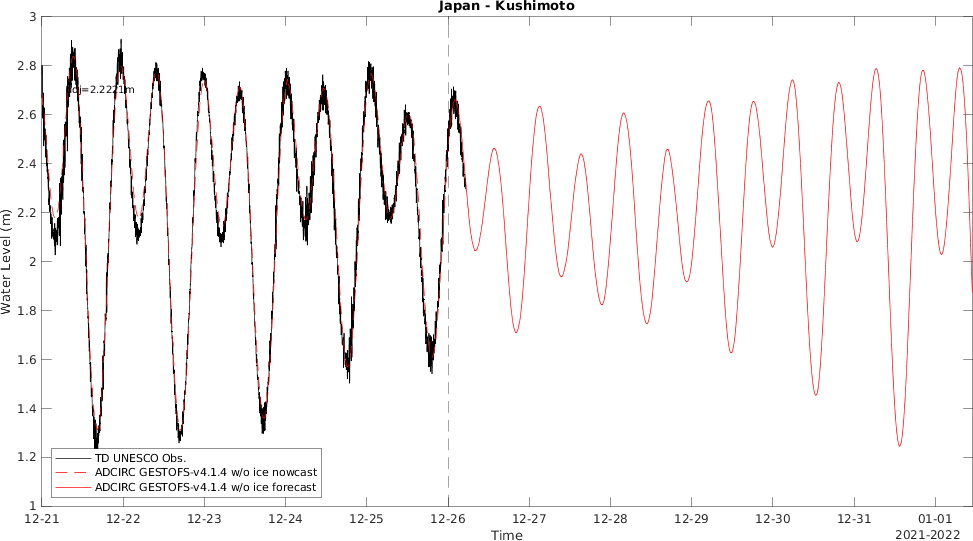 Japan - Kushimoto
Water Level (m)
3
2.8
2.6
2.4
2.2
2
1.8
1.6
1.4
1.2
1
adj=2.2221m
TD UNESCO Obs.
ADCIRC GESTOFS-v4.1.4 w/o ice nowcast
ADCIRC GESTOFS-v4.1.4 w/o ice forecast
12-21 12-22 12-23 12-24 12-25 12-26 12-27 12-28 12-29 12-30 12-31 01-01
Time
2021-2022